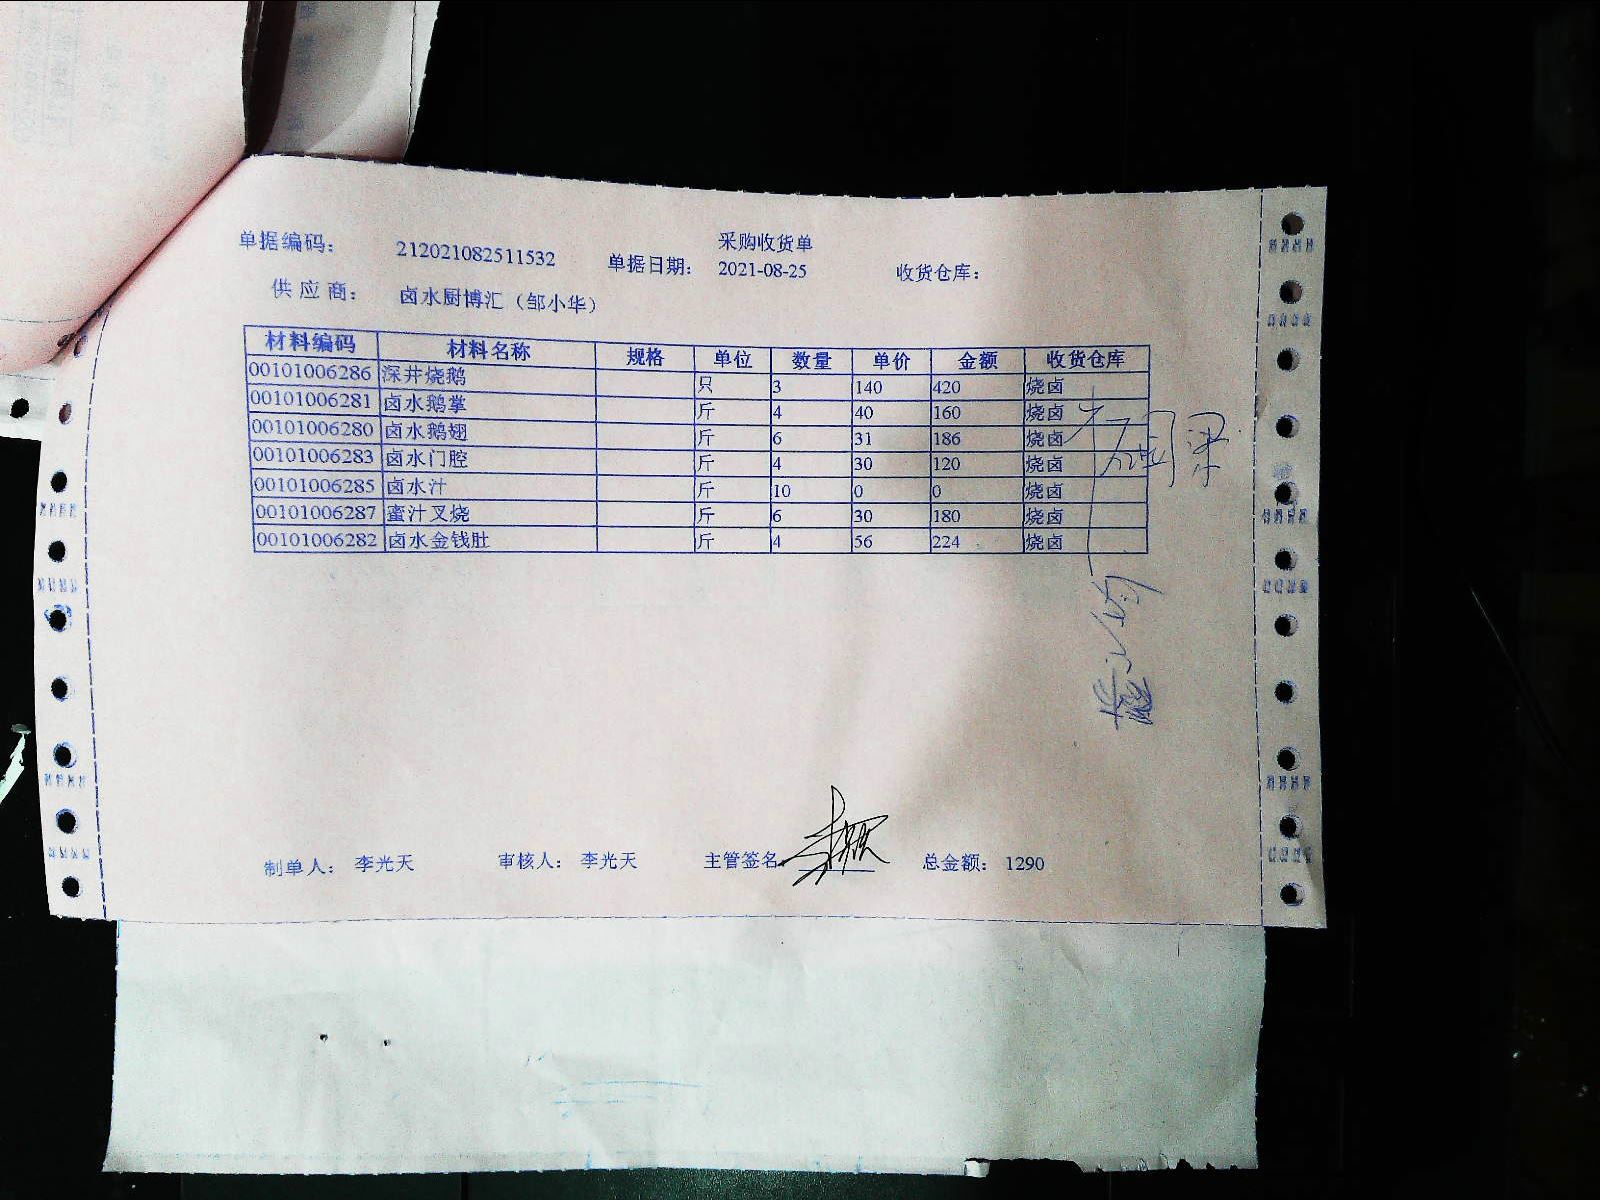 采购收货单
单据编码： 212021082511532 单据日期： 2021-08-25 收货仓库：
供应商： 卤水厨博汇（邹小华）
材料编码 材料名称 规格 单位 数量 单价 金额 收货仓库
00101006286 深井烧鹅 只 3 140 420 烧卤
00101006281 卤水鹅掌 斤 4 40 160 烧卤
00101006280 卤水鹅翅 斤 6 31 186 烧卤
00101006283 卤水门腔 斤 4 30 120 烧卤
00101006285 卤水汁 斤 10 0 0 烧卤
00101006287 蜜汁叉烧 斤 6 30 180 烧卤
00101006282 卤水金钱肚 斤 4 56 224 烧卤
制单人： 李光天 审核人： 李光天 主管签名 总金额： 1290